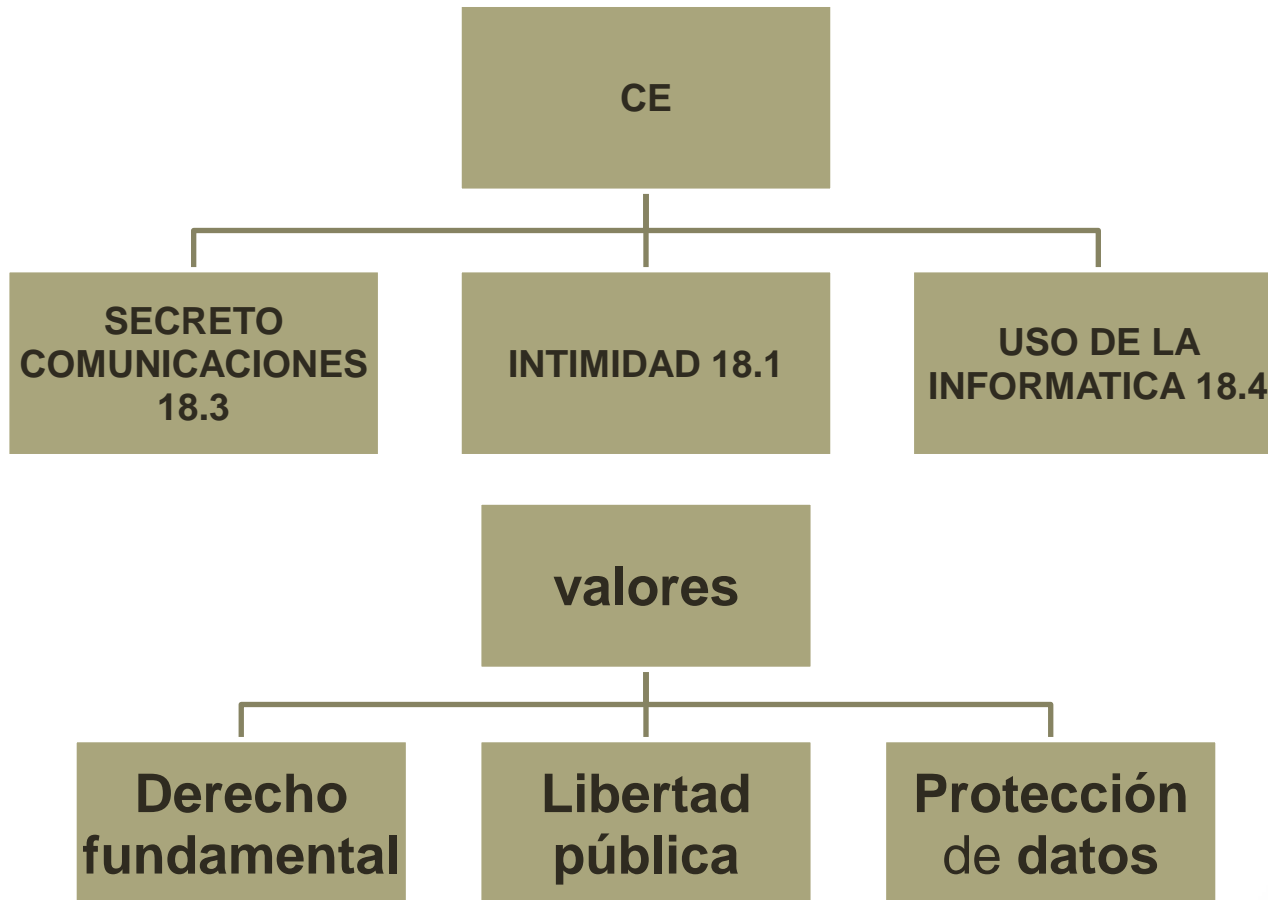 CE
SECRETO
COMUNICACIONES
18.3
INTIMIDAD 18.1
USO DE LA
INFORMATICA 18.4
valores
Derecho
fundamental
Libertad
pública
Protección
de datos